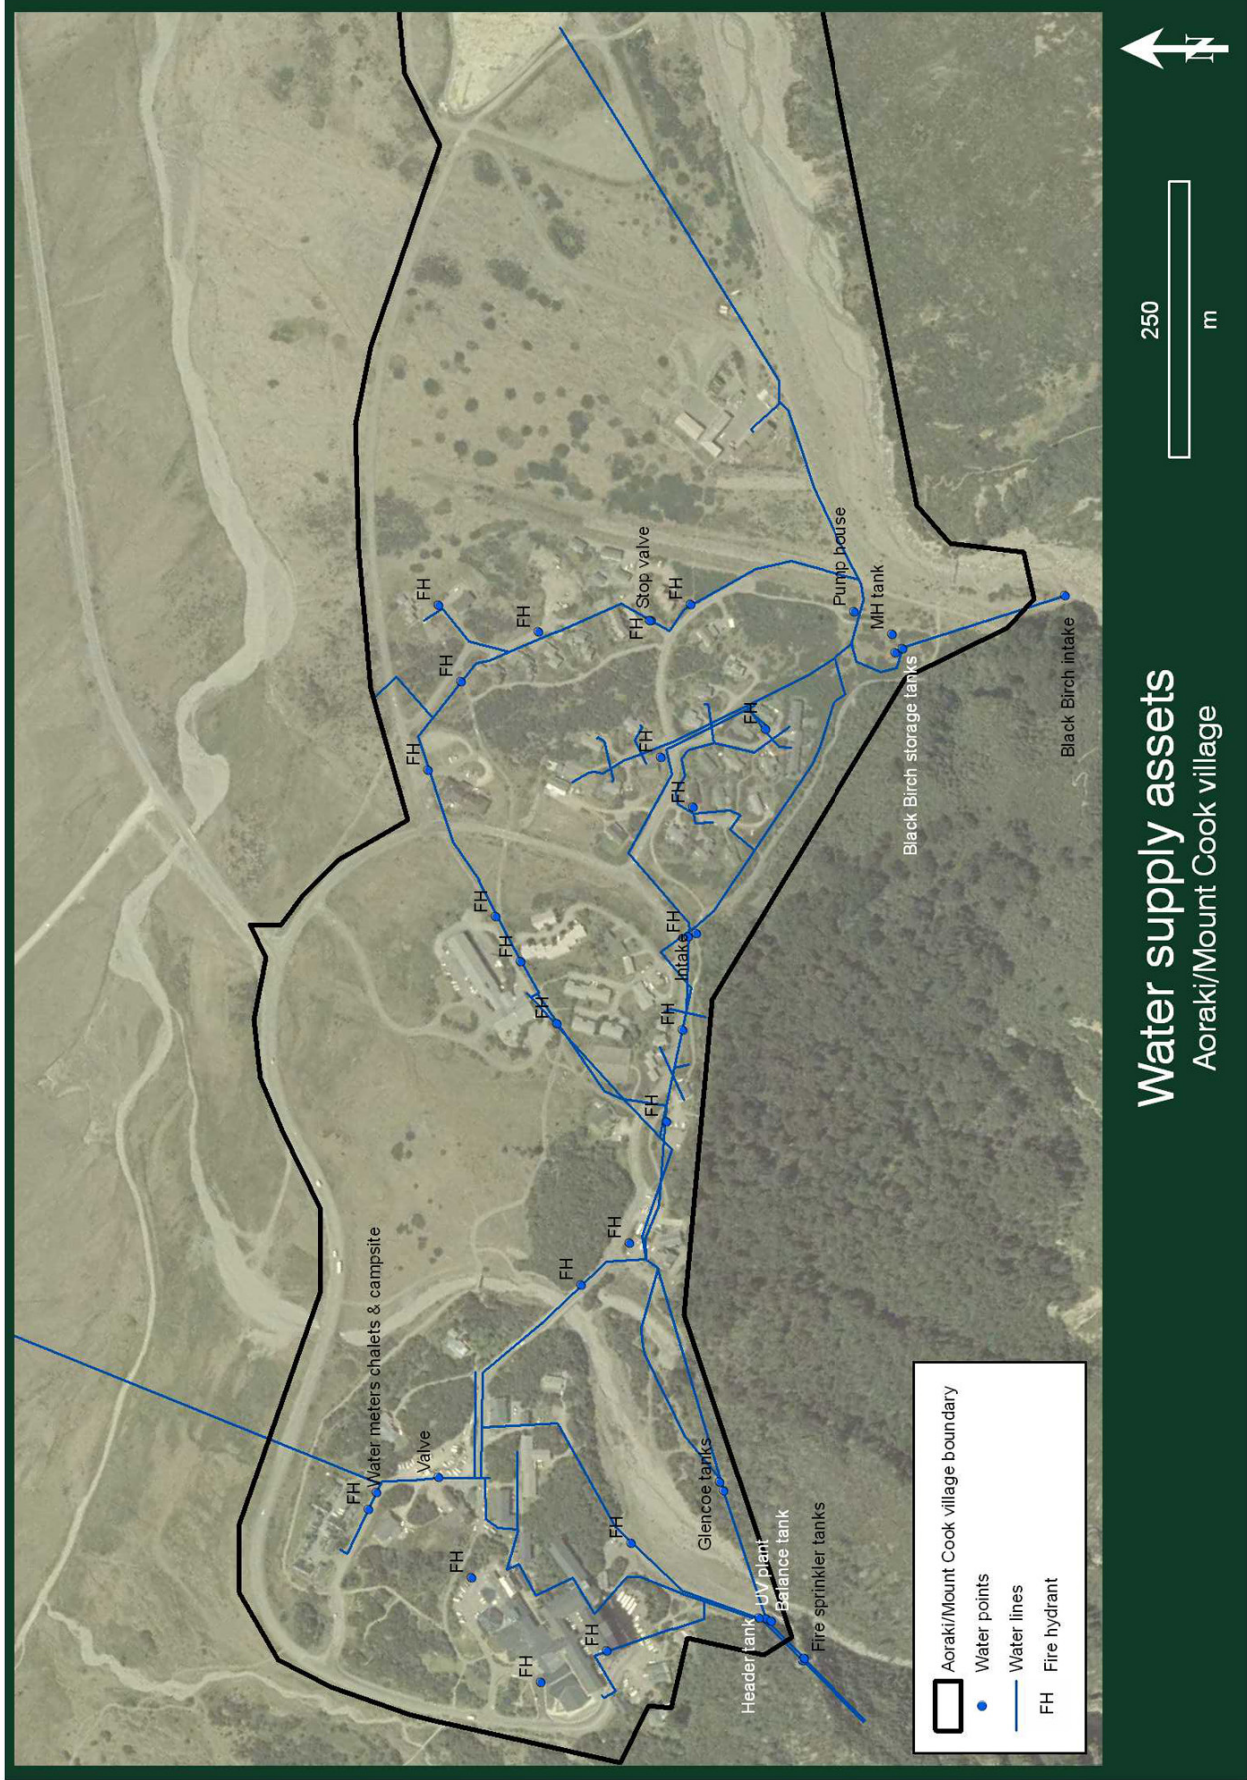 FH
Water meters chalets & campsite
FH
Valve
FH
FH
FH
FH
FH
FH
FH
FH
FH
FH
FH
FH
FH
Stop valve
FH
FH
FH
FH
FH
FH
Intake
Glencoe tanks
Header tank
FH
UV plant
Balance tank
Fire sprinkler tanks
Pump house
MH tank
Black Birch storage tanks
Black Birch intake
Aoraki/Mount Cook village boundary
Water points
Water lines
FH Fire hydrant
Water supply assets
Aoraki/Mount Cook village
250
m
N